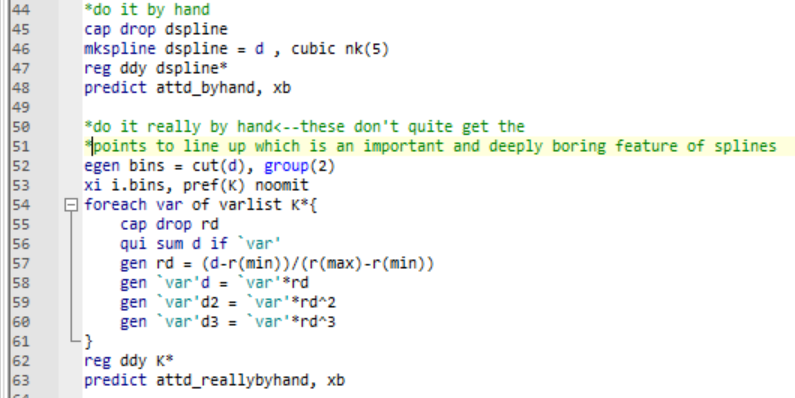 44 *do it by hand
45 cap drop dspline
46 mkspline dspline = d , cubic nk(5)
47 reg ddy dspline*
48 predict attd_byhand, xb
49
50 *do it really by hand<--these don't quite get the
51 *points to line up which is an important and deeply boring feature of splines
52 egen bins = cut(d), group(2)
53 xi i.bins, pref(K) noomit
54 foreach var of varlist K*{
55 cap drop rd
56 qui sum d if `var'
57 gen rd = (d-r(min))/(r(max)-r(min))
58 gen `var'd = `var'*rd
59 gen `var'd2 = `var'*rd^2
60 gen `var'd3 = `var'*rd^3
61 }
62 reg ddy K*
63 predict attd_reallybyhand, xb